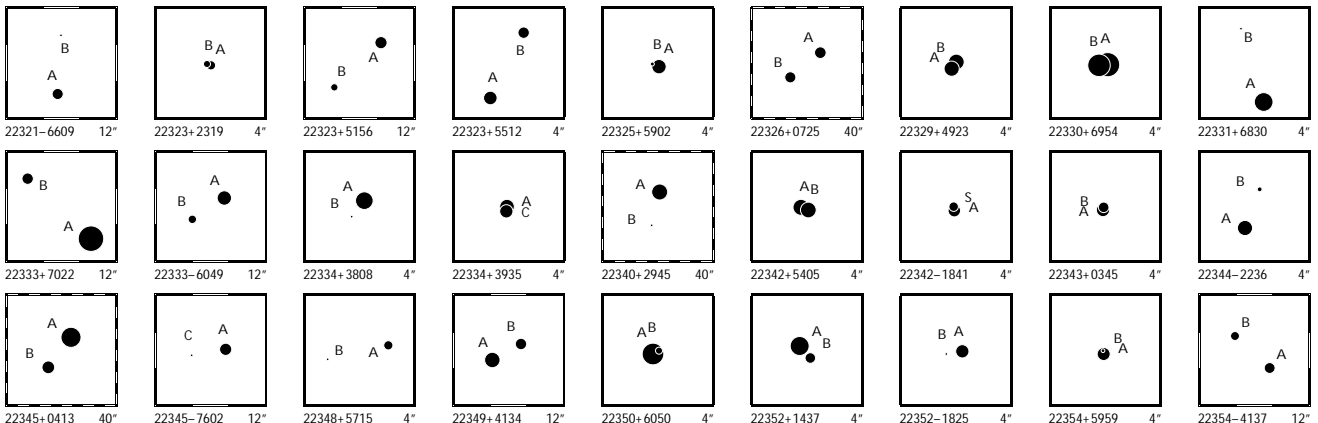 B
A
22321−6609 12″
B A
22323+2319 4″
A
B
22323+5156 12″
B
A
22323+5512 4″
B A
22325+5902 4″
A
B
22326+0725 40″
B
A
22329+4923 4″
B A
22330+6954 4″
B
A
22331+6830 4″
B
A
22333+7022 12″
A
B
22333−6049 12″
A
B
22334+3808 4″
A
C
22334+3935 4″
A
B
22340+2945 40″
A B
22342+5405 4″
S
A
22342−1841 4″
B
A
22343+0345 4″
B
A
22344−2236 4″
A
B
22345+0413 40″
C A
22345−7602 12″
B A
22348+5715 4″
B
A
22349+4134 12″
A B
22350+6050 4″
A
B
22352+1437 4″
B A
22352−1825 4″
B
A
22354+5959 4″
B
A
22354−4137 12″